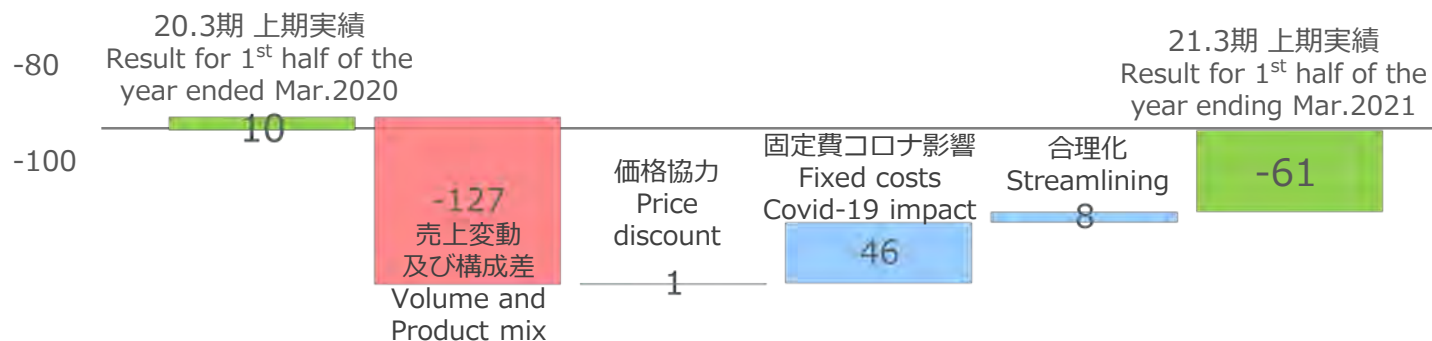 -80
-100
20.3期 上期実績
Result for 1st half of the
year ended Mar.2020
10
-127
売上変動
及び構成差
Volume and
Product mix
価格協力
Price
discount
1
固定費コロナ影響
Fixed costs
Covid-19 impact
46
合理化
Streamlining
8
21.3期 上期実績
Result for 1st half of the
year ending Mar.2021
-61